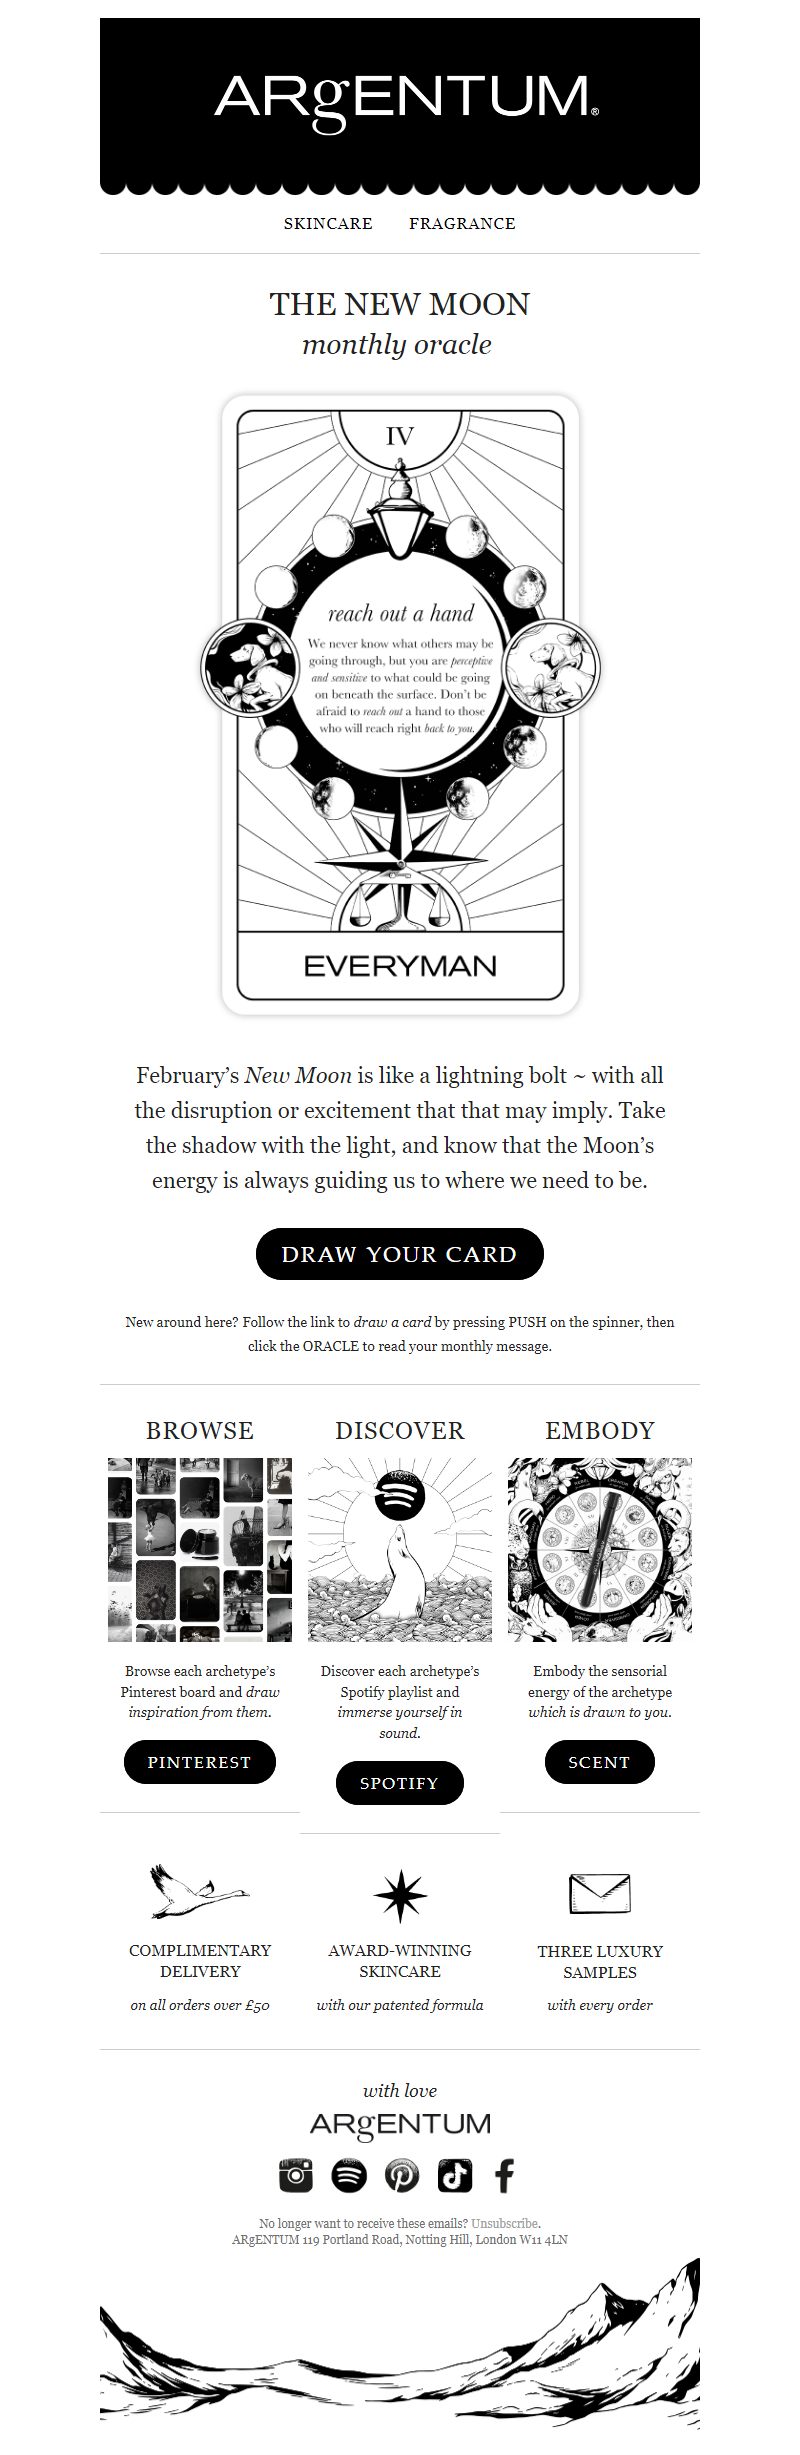 ARgENTUM®
SKINCARE FRAGRANCE
THE NEW MOON
monthly oracle
IV
reach out a hand
We never know what others may be
going through, but you are perceptive
and sensitive to what could be going
on beneath the surface. Don't be
afraid to reach out a hand to those
who will reach right back to you.
EVERYMAN
February's New Moon is like a lightning bolt ~ with all
the disruption or excitement that that may imply. Take
the shadow with the light, and know that the Moon's
energy is always guiding us to where we need to be.
DRAW YOUR CARD
New around here? Follow the link to draw a card by pressing PUSH on the spinner, then
click the ORACLE to read your monthly message.
BROWSE
Browse each archetype's
Pinterest board and draw
inspiration from them.
PINTEREST
DISCOVER
Discover each archetype's
Spotify playlist and
immerse yourself in
sound.
SPOTIFY
EMBODY
Embody the sensorial
energy of the archetype
which is drawn to you.
SCENT
COMPLIMENTARY
DELIVERY
on all orders over £50
AWARD-WINNING
SKINCARE
with our patented formula
THREE LUXURY
SAMPLES
with every order
with love
ARgENTUM
No longer want to receive these emails? Unsubscribe.
ARgENTUM 119 Portland Road, Notting Hill, London W11 4LN